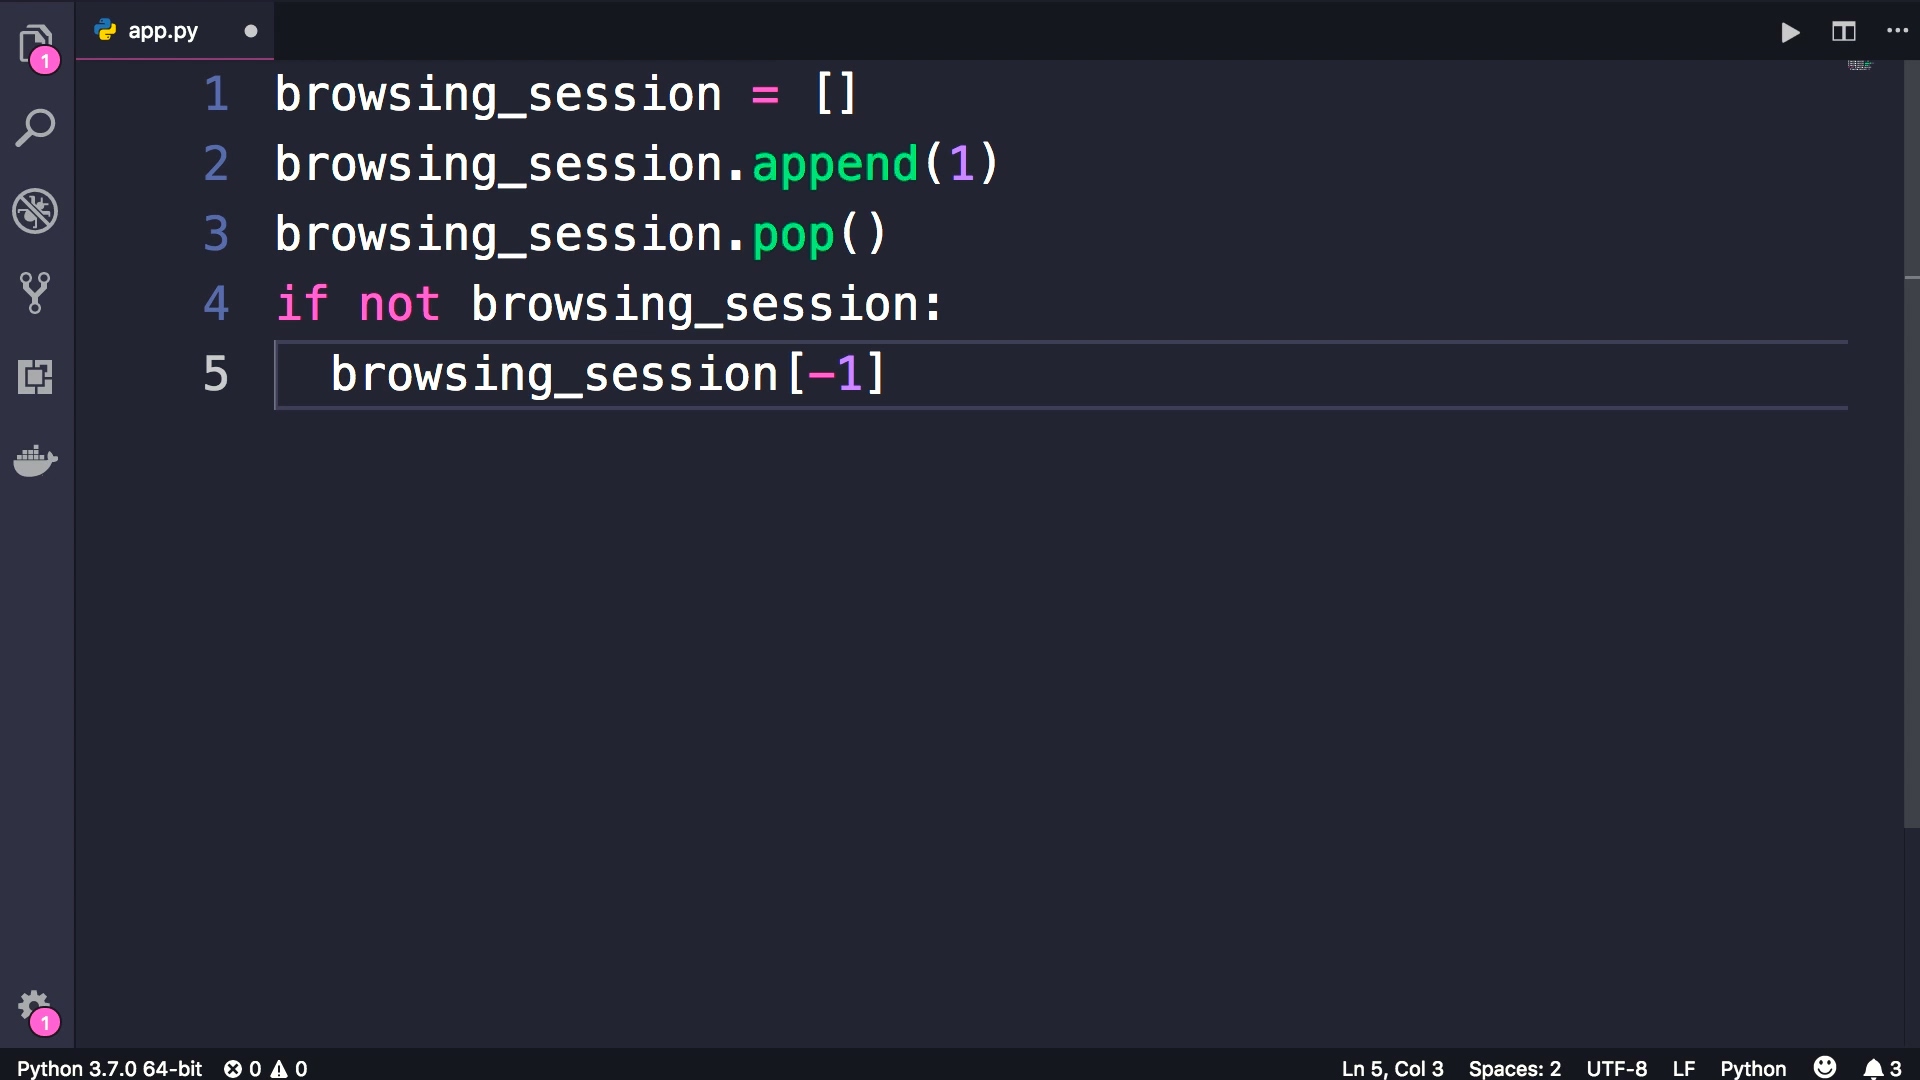 app.py
1
1 browsing_session = []
2 browsing_session.append(1)
3 browsing_session.pop()
4 if not browsing_session:
5   browsing_session[-1]
1
Python 3.7.0 64-bit 0 0 Ln 5, Col 3 Spaces: 2 UTF-8 LF Python 3